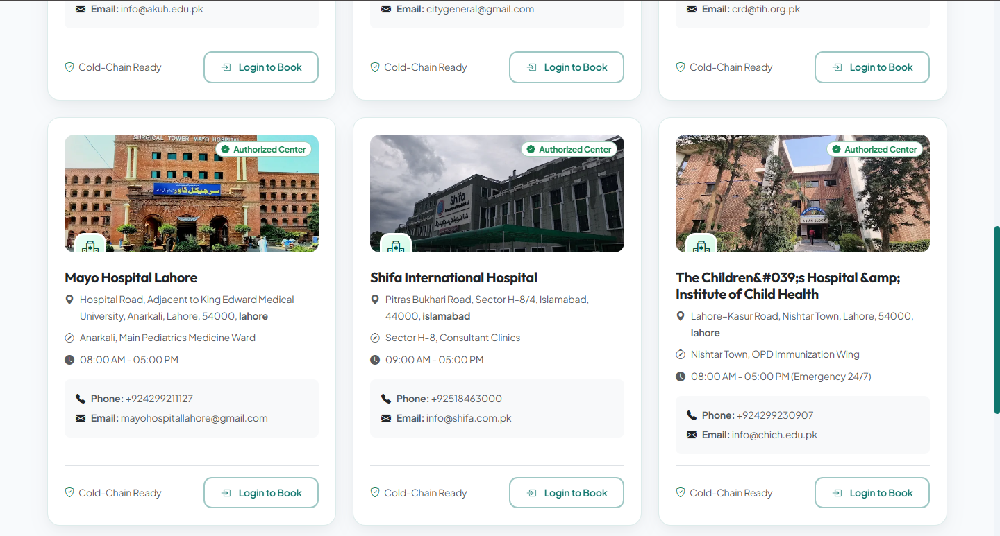 Email: info@akuh.edu.pk
Email: citygeneral@gmail.com
Email: crd@tih.org.pk
Cold-Chain Ready
Login to Book
Cold-Chain Ready
Login to Book
Cold-Chain Ready
Login to Book
SURGICAL TOWER MAYO HOSPITAL
Authorized Center
سرجیکل ٹاور
Mayo Hospital Lahore
Hospital Road, Adjacent to King Edward Medical
University, Anarkali, Lahore, 54000, lahore
Anarkali, Main Pediatrics Medicine Ward
08:00 AM - 05:00 PM
Phone: +924299211127
Email: mayohospitallahore@gmail.com
Cold-Chain Ready
Login to Book
Authorized Center
Shifa
Shifa International Hospital
Pitras Bukhari Road, Sector H-8/4, Islamabad,
44000, islamabad
Sector H-8, Consultant Clinics
09:00 AM - 05:00 PM
Phone: +92518463000
Email: info@shifa.com.pk
Cold-Chain Ready
Login to Book
Authorized Center
ADMIN BLOCK
The Children&#039;s Hospital &amp;
Institute of Child Health
Lahore–Kasur Road, Nishtar Town, Lahore, 54000,
lahore
Nishtar Town, OPD Immunization Wing
08:00 AM - 05:00 PM (Emergency 24/7)
Phone: +924299230907
Email: info@chich.edu.pk
Cold-Chain Ready
Login to Book